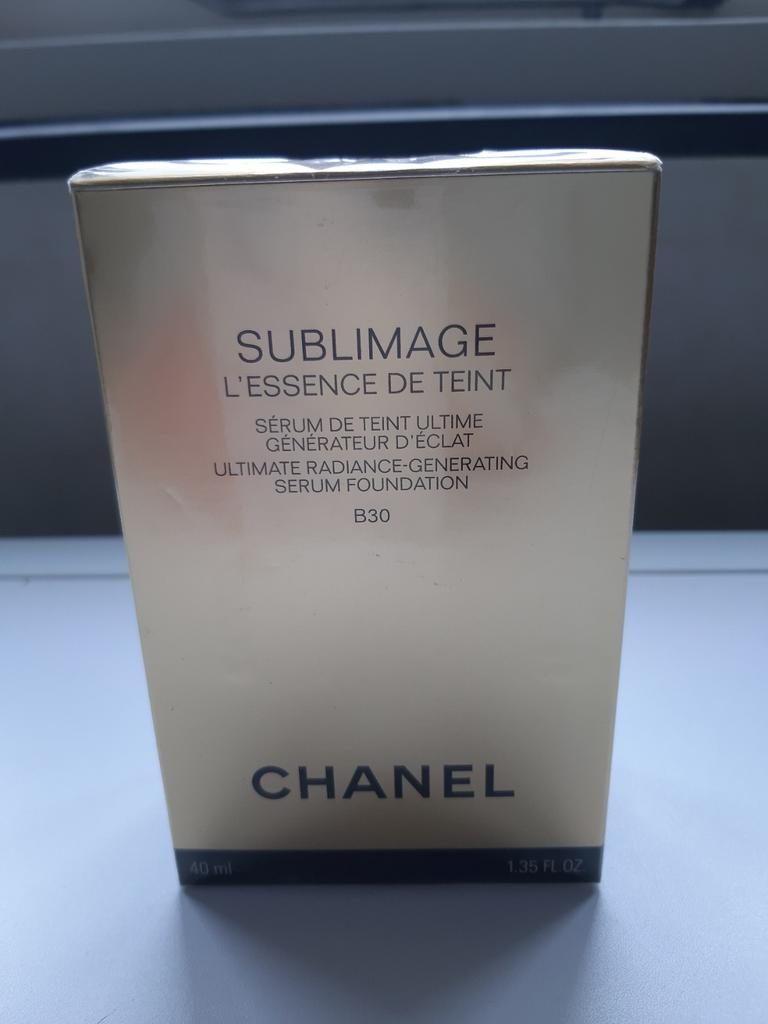 SUBLIMAGE
L'ESSENCE DE TEINT
SÉRUM DE TEINT ULTIME
GÉNÉRATEUR D'ÉCLAT
ULTIMATE RADIANCE-GENERATING
SERUM FOUNDATION
B30
CHANEL
40 ml 1.35 FL.OZ.